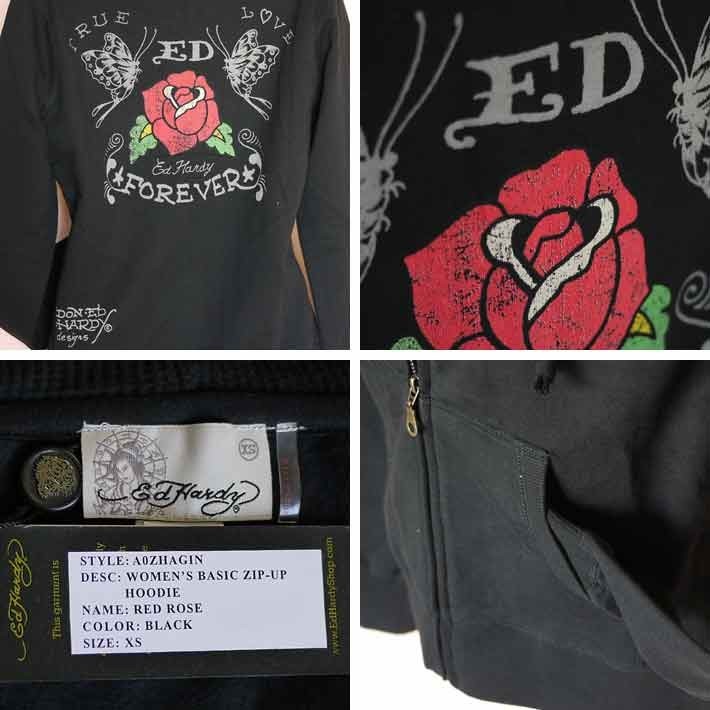 TRUE LOVE
ED
Ed Hardy
FOREVER
DON·ED
HARDY
designs
ED
XS
Ed Hardy
Ed Hardy
This garment is
STYLE: A0ZHAGIN
DESC: WOMEN'S BASIC ZIP-UP
HOODIE
NAME: RED ROSE
COLOR: BLACK
SIZE: XS
www.EdHardyShop.com